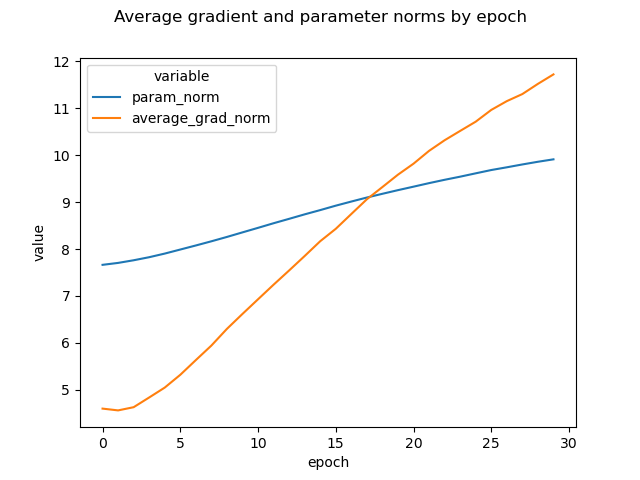 Average gradient and parameter norms by epoch
12
11
10
9
8
7
6
5
value
variable
param_norm
average_grad_norm
0 5 10 15 20 25 30
epoch